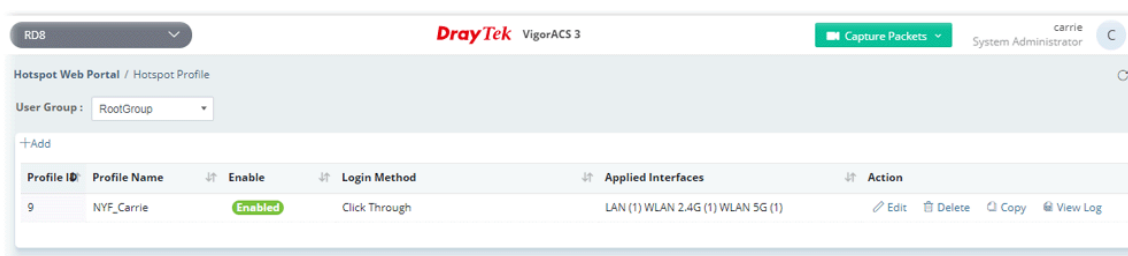 RD8
DrayTek VigorACS 3
Capture Packets
carrie
System Administrator
C
Hotspot Web Portal / Hotspot Profile
User Group : RootGroup
+Add
Profile ID Profile Name Enable Login Method Applied Interfaces Action
9 NYF_Carrie Enabled Click Through LAN (1) WLAN 2.4G (1) WLAN 5G (1) Edit Delete Copy View Log